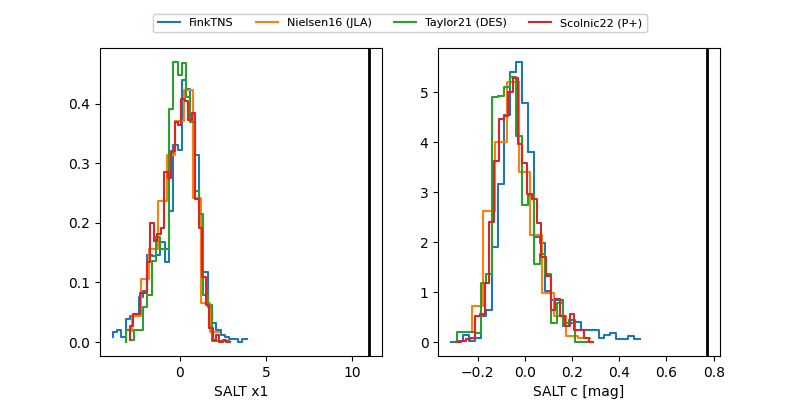 FinkTNS Nielsen16 (JLA) Taylor21 (DES) Scolnic22 (P+)
0.4
0.3
0.2
0.1
0.0
0 5 10
SALT x1
5
4
3
2
1
0
−0.2 0.0 0.2 0.4 0.6 0.8
SALT c [mag]